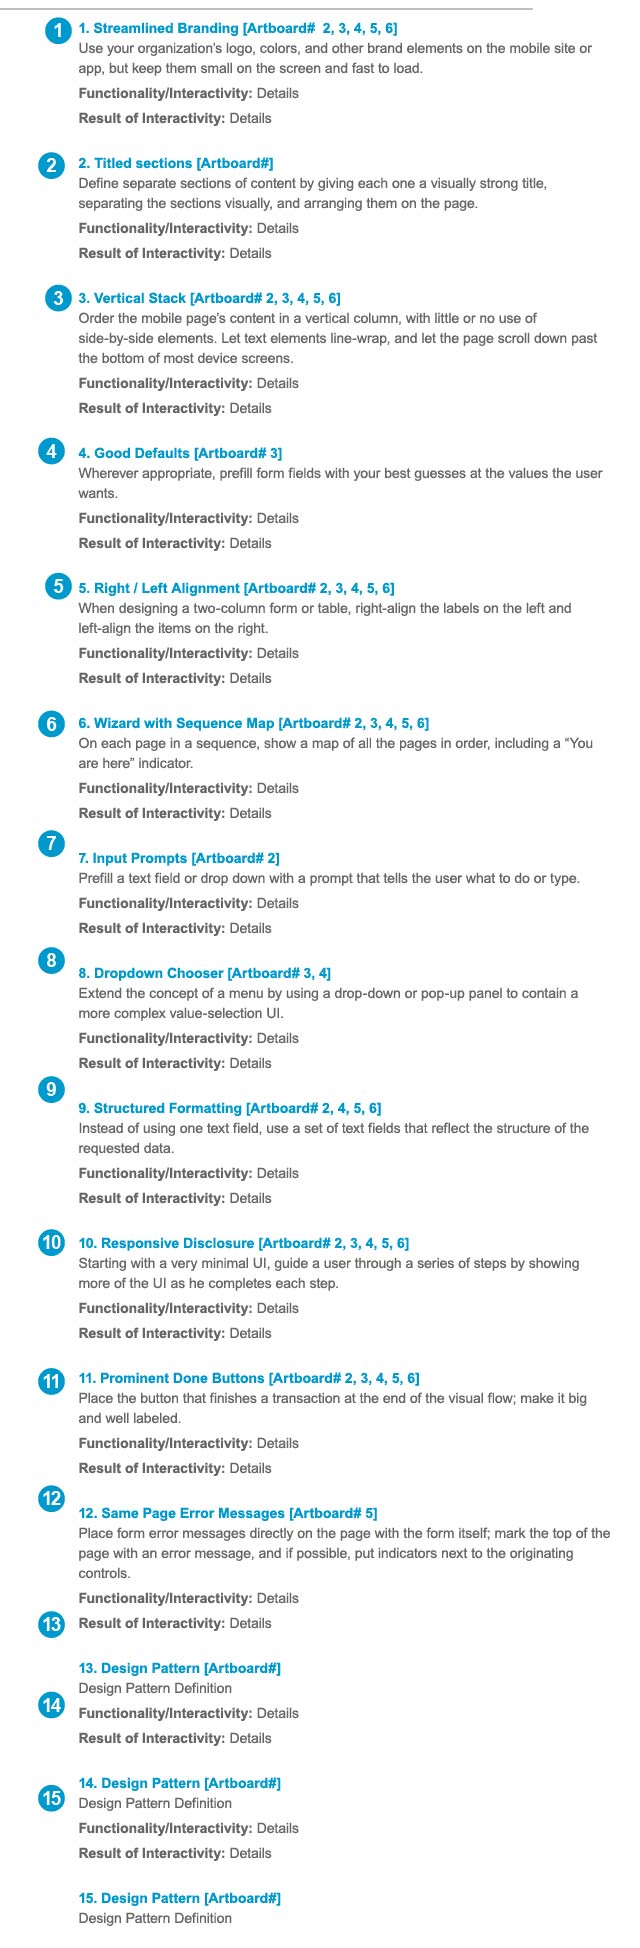 1
1. Streamlined Branding [Artboard#  2, 3, 4, 5, 6]
Use your organization’s logo, colors, and other brand elements on the mobile site or
app, but keep them small on the screen and fast to load.
Functionality/Interactivity: Details
Result of Interactivity: Details
2
2. Titled sections [Artboard#]
Define separate sections of content by giving each one a visually strong title,
separating the sections visually, and arranging them on the page.
Functionality/Interactivity: Details
Result of Interactivity: Details
3
3. Vertical Stack [Artboard# 2, 3, 4, 5, 6]
Order the mobile page’s content in a vertical column, with little or no use of
side-by-side elements. Let text elements line-wrap, and let the page scroll down past
the bottom of most device screens.
Functionality/Interactivity: Details
Result of Interactivity: Details
4
4. Good Defaults [Artboard# 3]
Wherever appropriate, prefill form fields with your best guesses at the values the user
wants.
Functionality/Interactivity: Details
Result of Interactivity: Details
5
5. Right / Left Alignment [Artboard# 2, 3, 4, 5, 6]
When designing a two-column form or table, right-align the labels on the left and
left-align the items on the right.
Functionality/Interactivity: Details
Result of Interactivity: Details
6
6. Wizard with Sequence Map [Artboard# 2, 3, 4, 5, 6]
On each page in a sequence, show a map of all the pages in order, including a “You
are here” indicator.
Functionality/Interactivity: Details
Result of Interactivity: Details
7
7. Input Prompts [Artboard# 2]
Prefill a text field or drop down with a prompt that tells the user what to do or type.
Functionality/Interactivity: Details
Result of Interactivity: Details
8
8. Dropdown Chooser [Artboard# 3, 4]
Extend the concept of a menu by using a drop-down or pop-up panel to contain a
more complex value-selection UI.
Functionality/Interactivity: Details
Result of Interactivity: Details
9
9. Structured Formatting [Artboard# 2, 4, 5, 6]
Instead of using one text field, use a set of text fields that reflect the structure of the
requested data.
Functionality/Interactivity: Details
Result of Interactivity: Details
10
10. Responsive Disclosure [Artboard# 2, 3, 4, 5, 6]
Starting with a very minimal UI, guide a user through a series of steps by showing
more of the UI as he completes each step.
Functionality/Interactivity: Details
Result of Interactivity: Details
11
11. Prominent Done Buttons [Artboard# 2, 3, 4, 5, 6]
Place the button that finishes a transaction at the end of the visual flow; make it big
and well labeled.
Functionality/Interactivity: Details
Result of Interactivity: Details
12
12. Same Page Error Messages [Artboard# 5]
Place form error messages directly on the page with the form itself; mark the top of the
page with an error message, and if possible, put indicators next to the originating
controls.
Functionality/Interactivity: Details
13
Result of Interactivity: Details
13. Design Pattern [Artboard#]
Design Pattern Definition
14
Functionality/Interactivity: Details
Result of Interactivity: Details
14. Design Pattern [Artboard#]
15
Design Pattern Definition
Functionality/Interactivity: Details
Result of Interactivity: Details
15. Design Pattern [Artboard#]
Design Pattern Definition